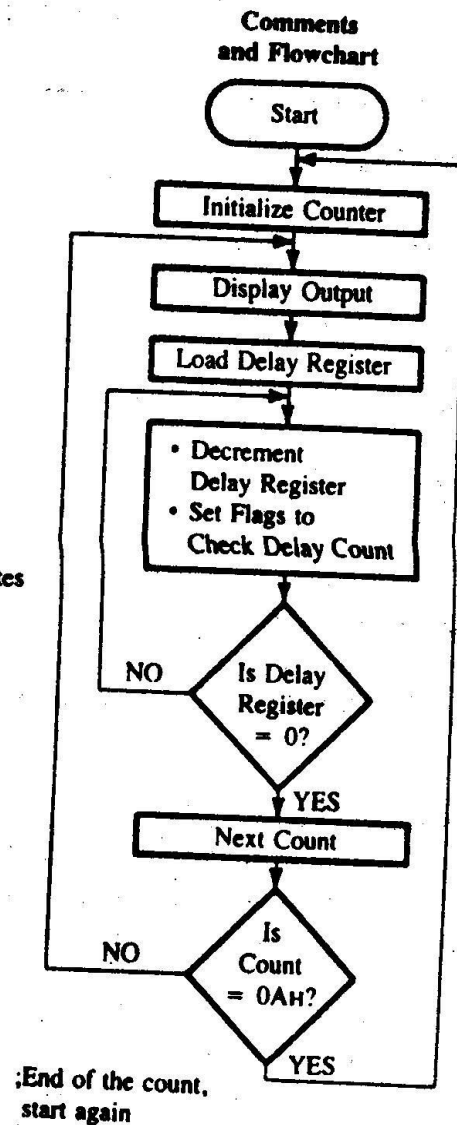 Comments
and Flowchart
Start
Initialize Counter
Display Output
Load Delay Register
• Decrement
Delay Register
• Set Flags to
Check Delay Count
Is Delay
Register
= 0?
NO
YES
Next Count
Is
Count
= 0AH?
NO
YES
;End of the count,
start again